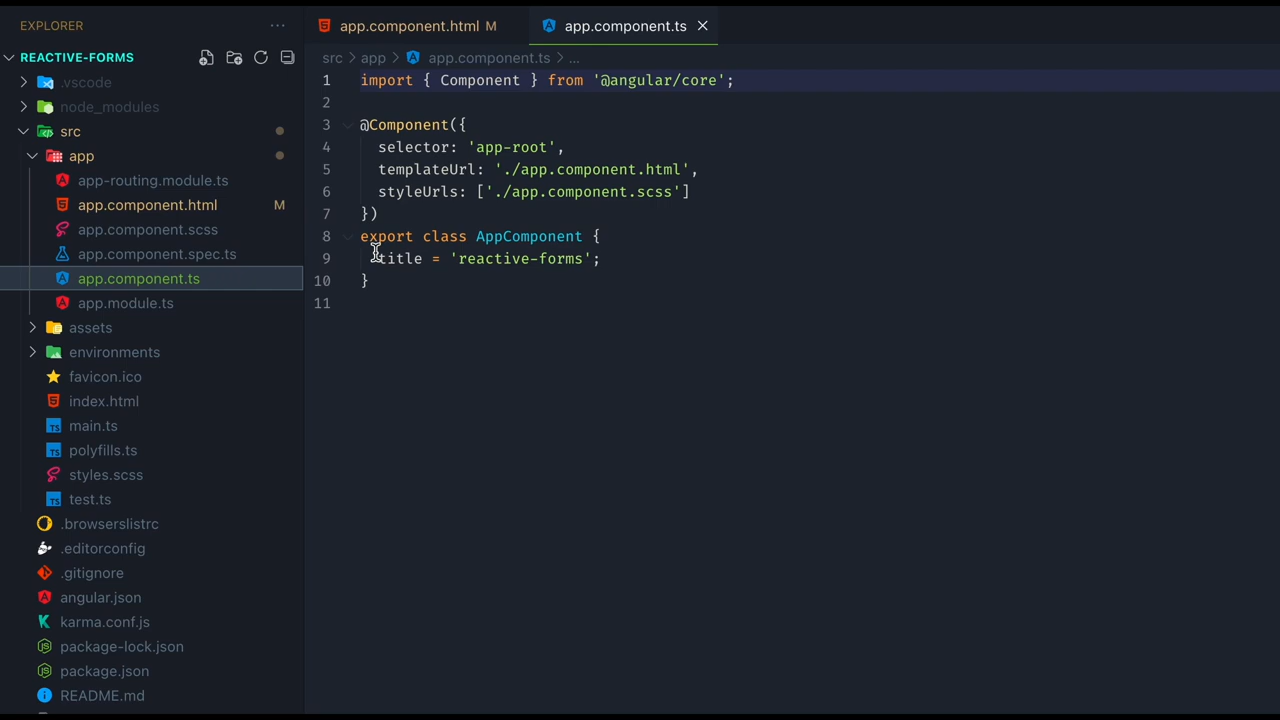 EXPLORER
···
REACTIVE-FORMS
.vscode
node_modules
src
app
app-routing.module.ts
app.component.html
M
app.component.scss
app.component.spec.ts
app.component.ts
app.module.ts
assets
environments
favicon.ico
index.html
main.ts
polyfills.ts
styles.scss
test.ts
.browserslistrc
.editorconfig
.gitignore
angular.json
karma.conf.js
package-lock.json
package.json
README.md
app.component.html M
app.component.ts
src > app > app.component.ts > ...
1 import { Component } from '@angular/core';
2
3 @Component({
4 selector: 'app-root',
5 templateUrl: './app.component.html',
6 styleUrls: ['./app.component.scss']
7 })
8 export class AppComponent {
9 title = 'reactive-forms';
10 }
11